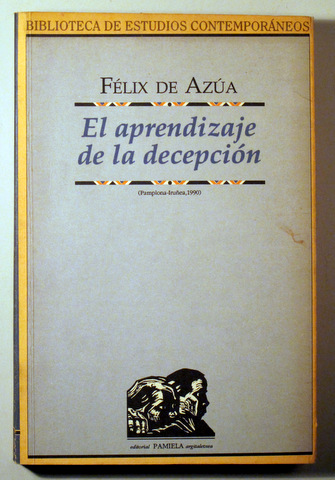 BIBLIOTECA DE ESTUDIOS CONTEMPORÁNEOS
FÉLIX DE AZÚA
El aprendizaje
de la decepción
(Pamplona-Iruñea, 1990)
editorial PAMIELA argitaletxea